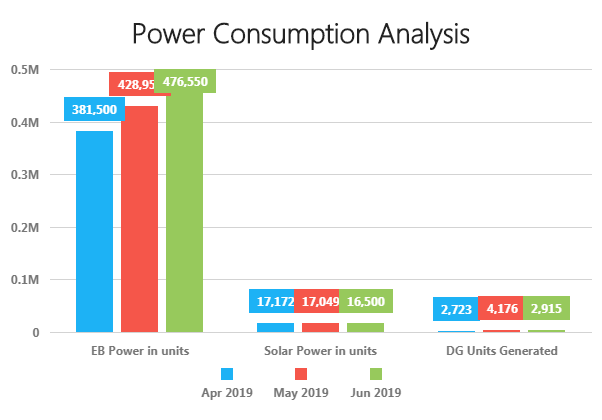 Power Consumption Analysis
0.5M
0.4M
0.3M
0.2M
0.1M
0
381,500
476,550
17,172
17,049
16,500
2,723
4,176
2,915
EB Power in units
Solar Power in units
DG Units Generated
Apr 2019
May 2019
Jun 2019